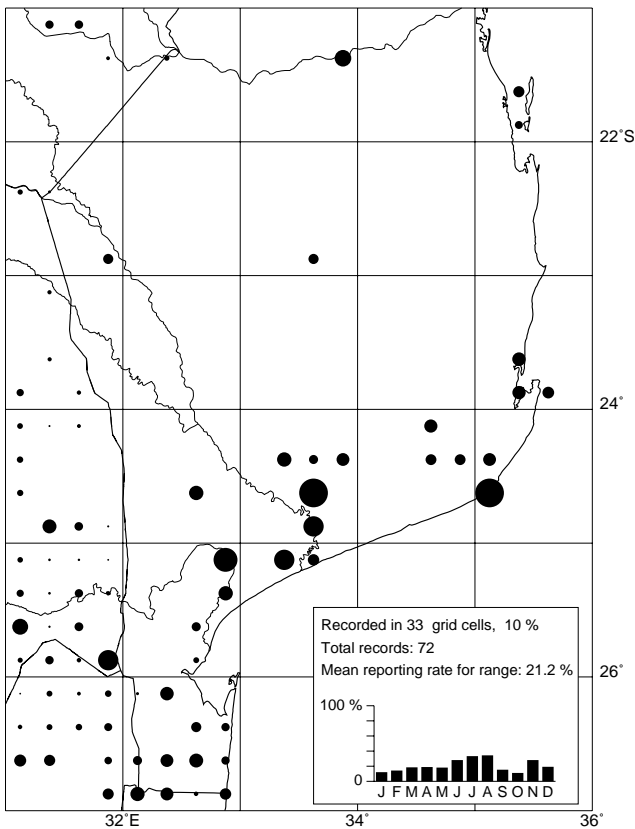 22˚S
24˚
26˚
Recorded in 33 grid cells, 10 %
Total records: 72
Mean reporting rate for range: 21.2 %
100 %
0
J F M A M J J A S O N D
32˚E 34˚ 36˚